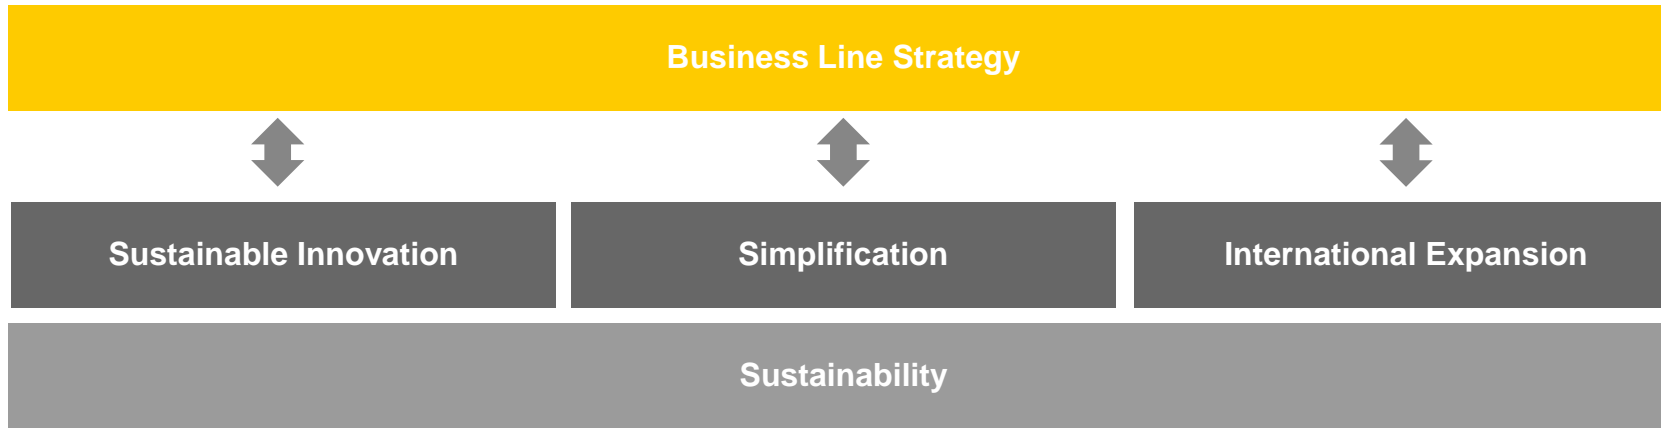 Business Line Strategy
Sustainable Innovation
Simplification
International Expansion
Sustainability